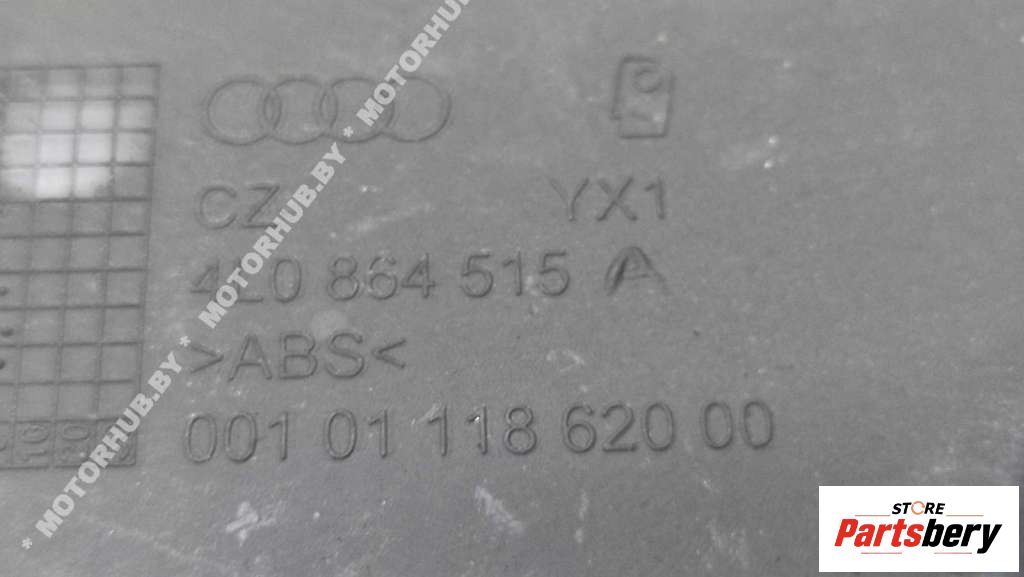 CZ YX1
4L0 864 515 A
>ABS<
001 01 118 620 00
* MOTORHUB.BY * MOTORHUB.BY * MOTORHUB.BY * MOTORHUB.BY
STORE
Partsbery